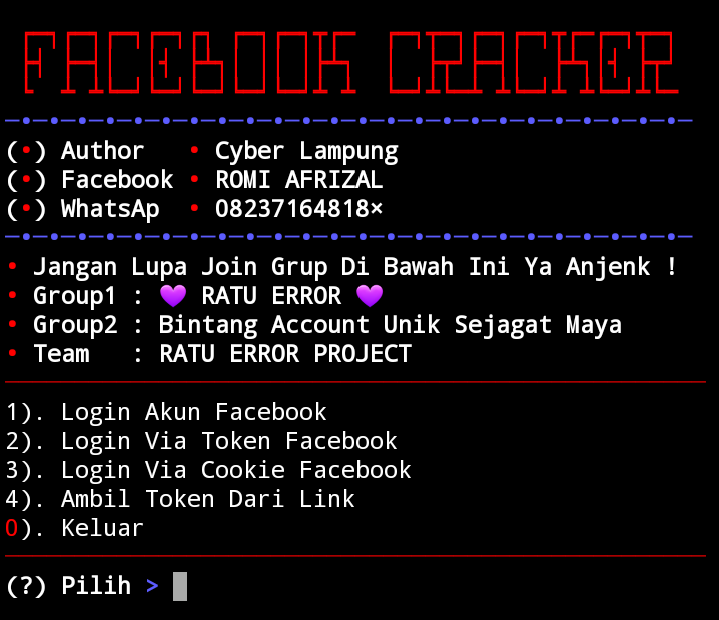 FACEBOOK CRACKER
(•) Author • Cyber Lampung
(•) Facebook • ROMI AFRIZAL
(•) WhatsAp • 08237164818×
• Jangan Lupa Join Grup Di Bawah Ini Ya Anjenk !
• Group1 : 💜 RATU ERROR 💜
• Group2 : Bintang Account Unik Sejagat Maya
• Team : RATU ERROR PROJECT
1). Login Akun Facebook
2). Login Via Token Facebook
3). Login Via Cookie Facebook
4). Ambil Token Dari Link
0). Keluar
(?) Pilih >